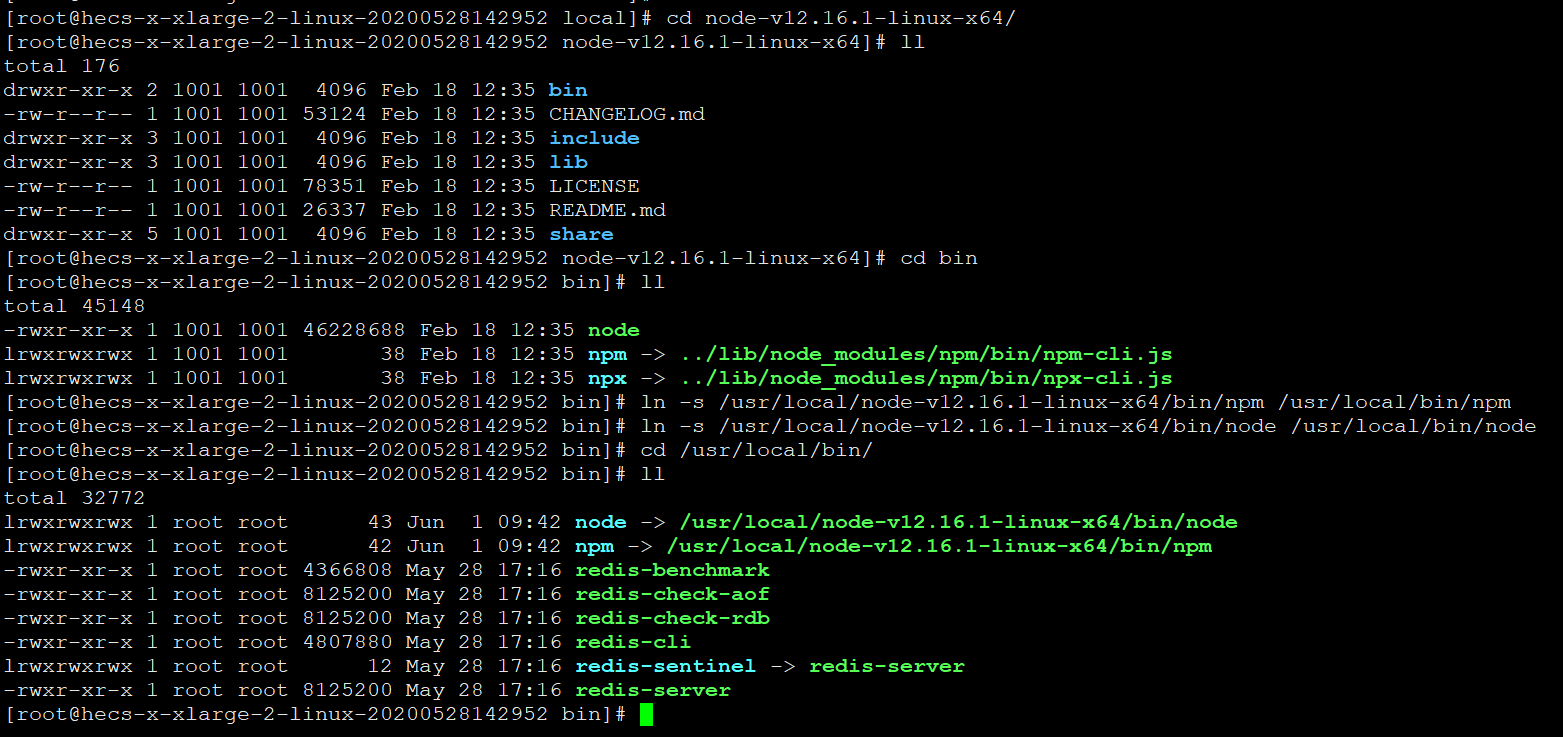 [root@hecs-x-xlarge-2-linux-20200528142952 local]# cd node-v12.16.1-linux-x64/
[root@hecs-x-xlarge-2-linux-20200528142952 node-v12.16.1-linux-x64]# ll
total 176
drwxr-xr-x 2 1001 1001  4096 Feb 18 12:35 bin
-rw-r--r-- 1 1001 1001 53124 Feb 18 12:35 CHANGELOG.md
drwxr-xr-x 3 1001 1001  4096 Feb 18 12:35 include
drwxr-xr-x 3 1001 1001  4096 Feb 18 12:35 lib
-rw-r--r-- 1 1001 1001 78351 Feb 18 12:35 LICENSE
-rw-r--r-- 1 1001 1001 26337 Feb 18 12:35 README.md
drwxr-xr-x 5 1001 1001  4096 Feb 18 12:35 share
[root@hecs-x-xlarge-2-linux-20200528142952 node-v12.16.1-linux-x64]# cd bin
[root@hecs-x-xlarge-2-linux-20200528142952 bin]# ll
total 45148
-rwxr-xr-x 1 1001 1001 46228688 Feb 18 12:35 node
lrwxrwxrwx 1 1001 1001       38 Feb 18 12:35 npm -> ../lib/node_modules/npm/bin/npm-cli.js
lrwxrwxrwx 1 1001 1001       38 Feb 18 12:35 npx -> ../lib/node_modules/npm/bin/npx-cli.js
[root@hecs-x-xlarge-2-linux-20200528142952 bin]# ln -s /usr/local/node-v12.16.1-linux-x64/bin/npm /usr/local/bin/npm
[root@hecs-x-xlarge-2-linux-20200528142952 bin]# ln -s /usr/local/node-v12.16.1-linux-x64/bin/node /usr/local/bin/node
[root@hecs-x-xlarge-2-linux-20200528142952 bin]# cd /usr/local/bin/
[root@hecs-x-xlarge-2-linux-20200528142952 bin]# ll
total 32772
lrwxrwxrwx 1 root root      43 Jun  1 09:42 node -> /usr/local/node-v12.16.1-linux-x64/bin/node
lrwxrwxrwx 1 root root      42 Jun  1 09:42 npm -> /usr/local/node-v12.16.1-linux-x64/bin/npm
-rwxr-xr-x 1 root root 4366808 May 28 17:16 redis-benchmark
-rwxr-xr-x 1 root root 8125200 May 28 17:16 redis-check-aof
-rwxr-xr-x 1 root root 8125200 May 28 17:16 redis-check-rdb
-rwxr-xr-x 1 root root 4807880 May 28 17:16 redis-cli
lrwxrwxrwx 1 root root      12 May 28 17:16 redis-sentinel -> redis-server
-rwxr-xr-x 1 root root 8125200 May 28 17:16 redis-server
[root@hecs-x-xlarge-2-linux-20200528142952 bin]#